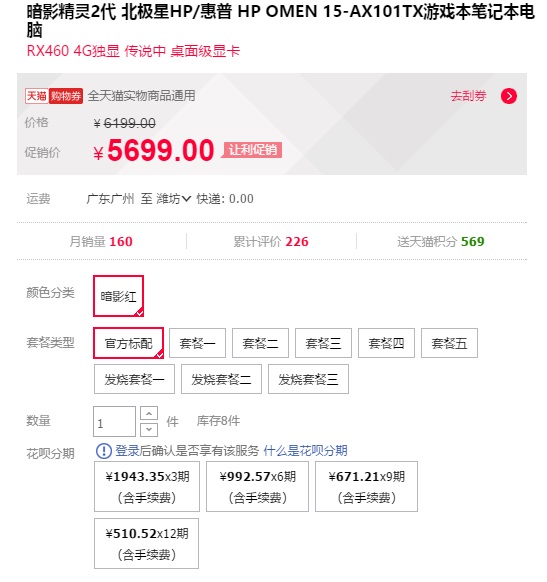 暗影精灵2代 北极星HP/惠普 HP OMEN 15-AX101TX游戏本笔记本电
脑
RX460 4G独显 传说中 桌面级显卡
天猫 购物券 全天猫实物商品通用 去刮券
价格 ¥6199.00
促销价 ¥5699.00 让利促销
运费 广东广州 至 潍坊 快递: 0.00
月销量 160 累计评价 226 送天猫积分 569
颜色分类 暗影红
套餐类型 官方标配 套餐一 套餐二 套餐三 套餐四 套餐五
发烧套餐一 发烧套餐二 发烧套餐三
数量 1 件 库存8件
花呗分期 登录后确认是否享有该服务 什么是花呗分期
¥1943.35x3期 ¥992.57x6期 ¥671.21x9期
（含手续费） （含手续费） （含手续费）
¥510.52x12期
（含手续费）